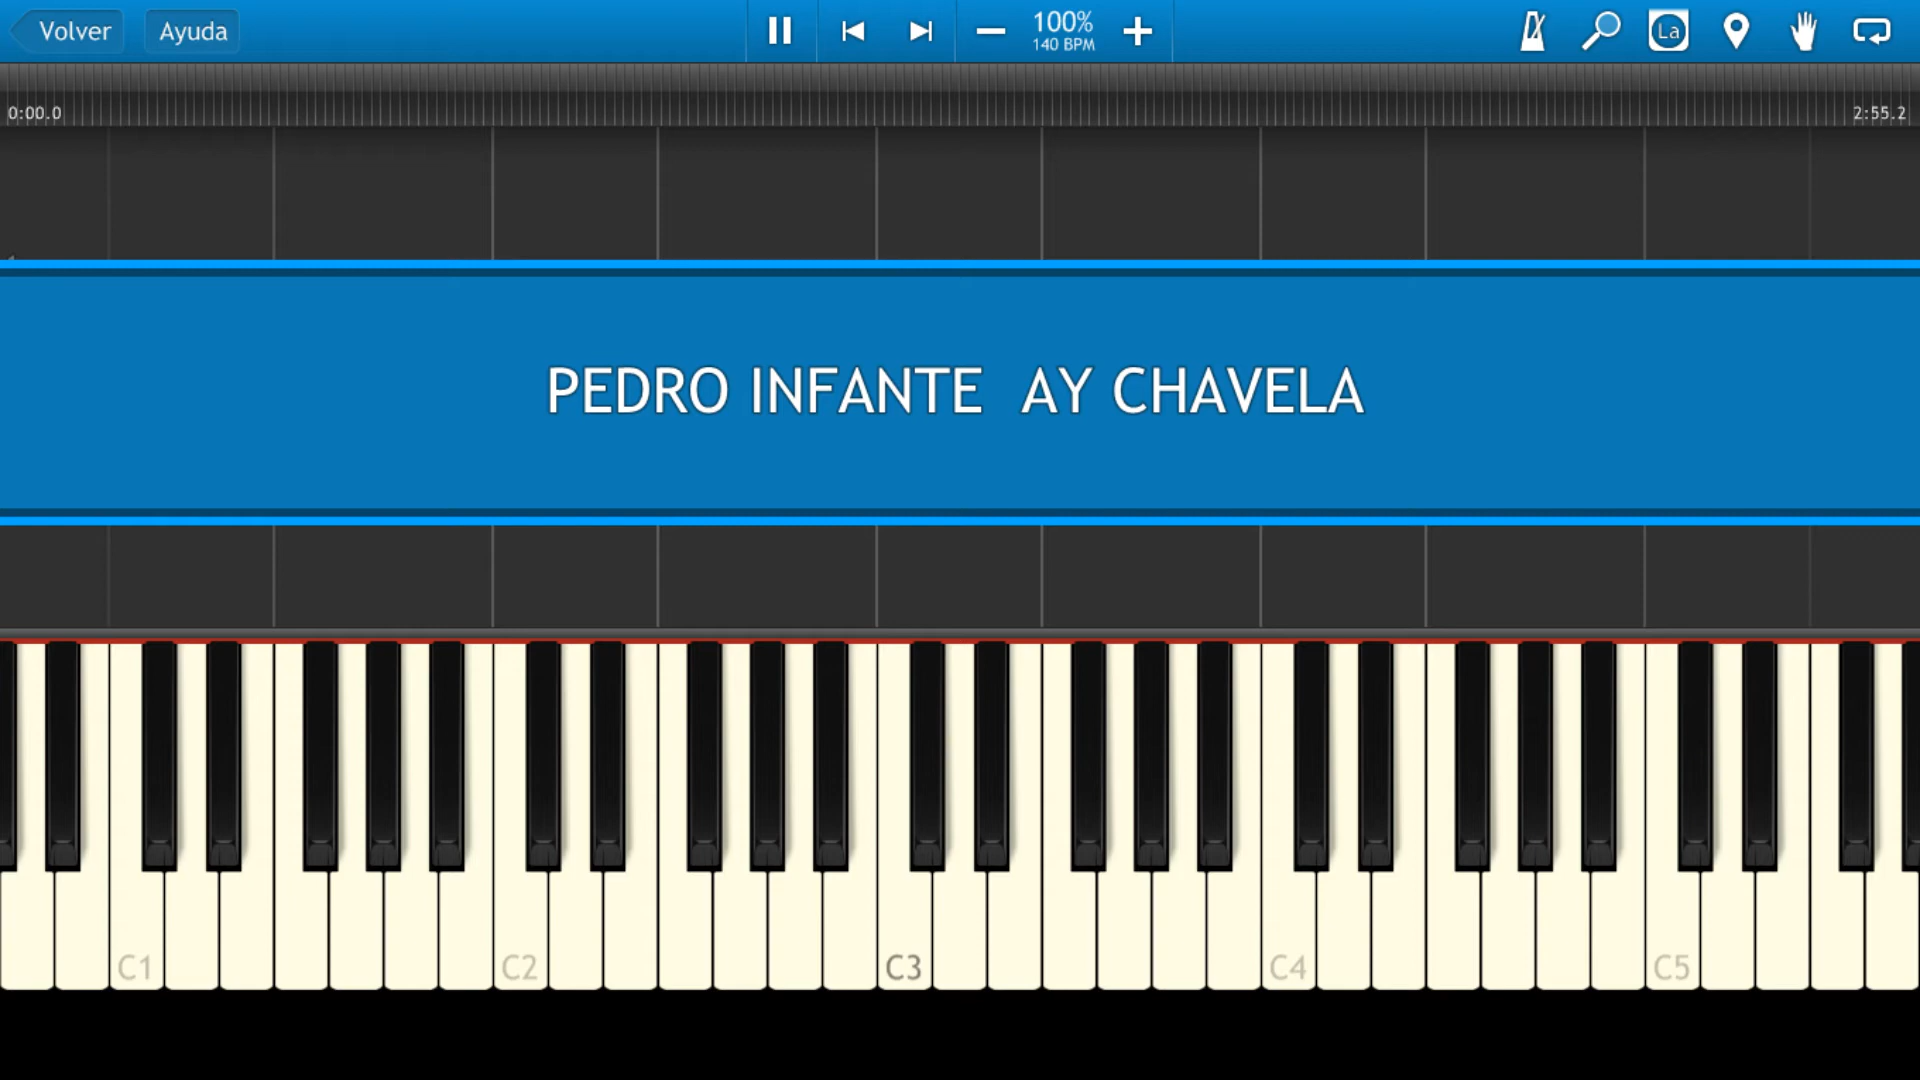 Volver
Ayuda
100%
140 BPM
La
0:00.0
2:55.2
PEDRO INFANTE  AY CHAVELA
C1
C2
C3
C4
C5